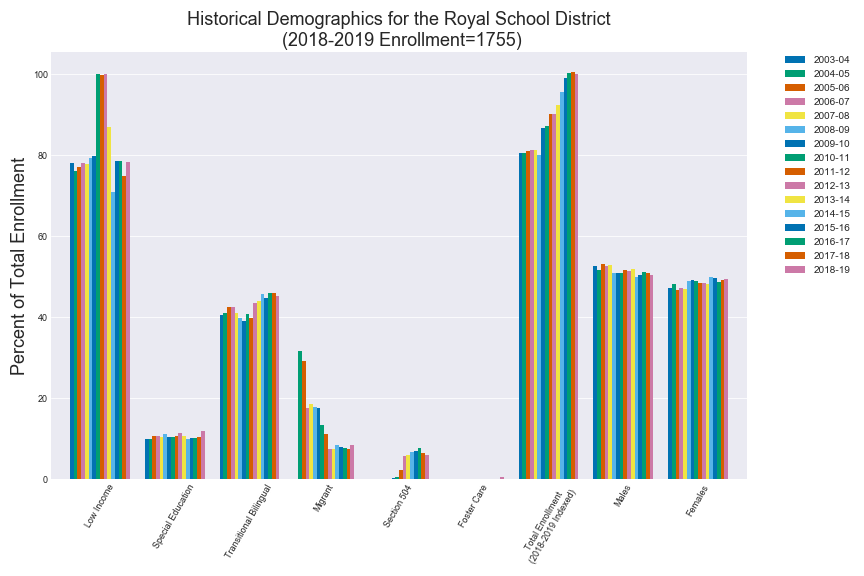 Historical Demographics for the Royal School District
(2018-2019 Enrollment=1755)
Percent of Total Enrollment
100
80
60
40
20
0
Low Income
Special Education
Transitional Bilingual
Migrant
Section 504
Foster Care
Total Enrollment
(2018-2019 Indexed)
Males
Females
2003-04
2004-05
2005-06
2006-07
2007-08
2008-09
2009-10
2010-11
2011-12
2012-13
2013-14
2014-15
2015-16
2016-17
2017-18
2018-19